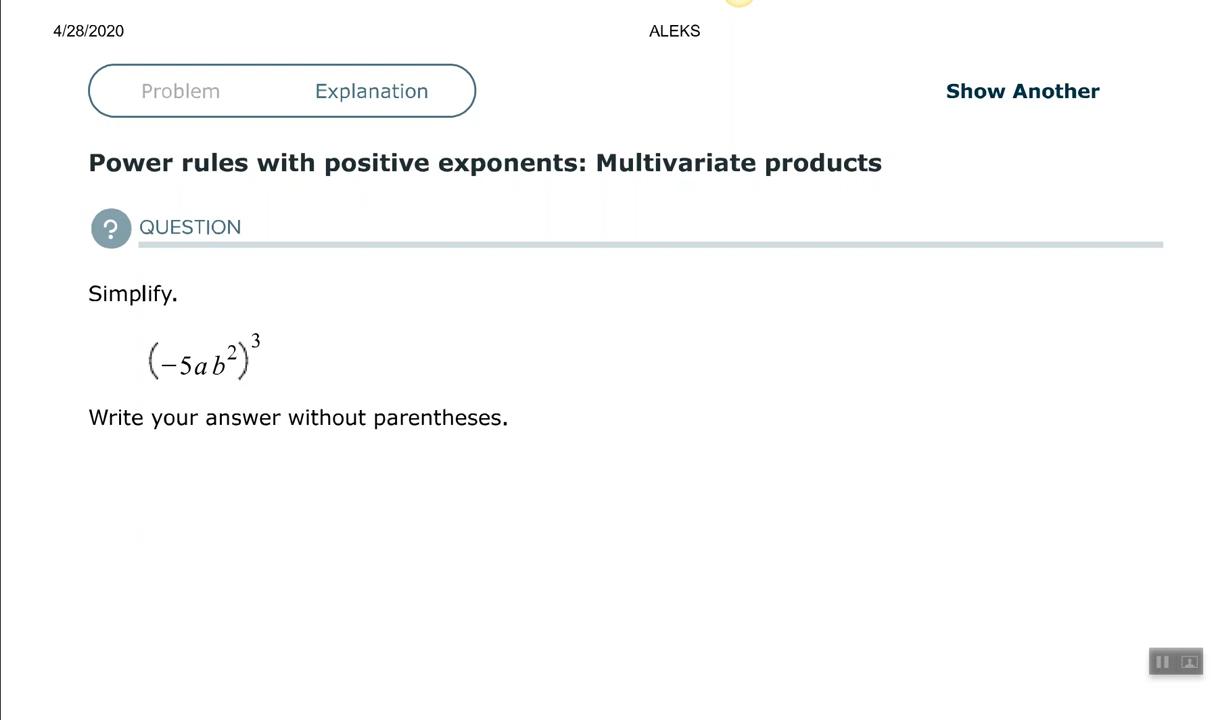 4/28/2020 ALEKS
Problem Explanation Show Another
Power rules with positive exponents: Multivariate products
? QUESTION
Simplify.
(−5ab²)³
Write your answer without parentheses.